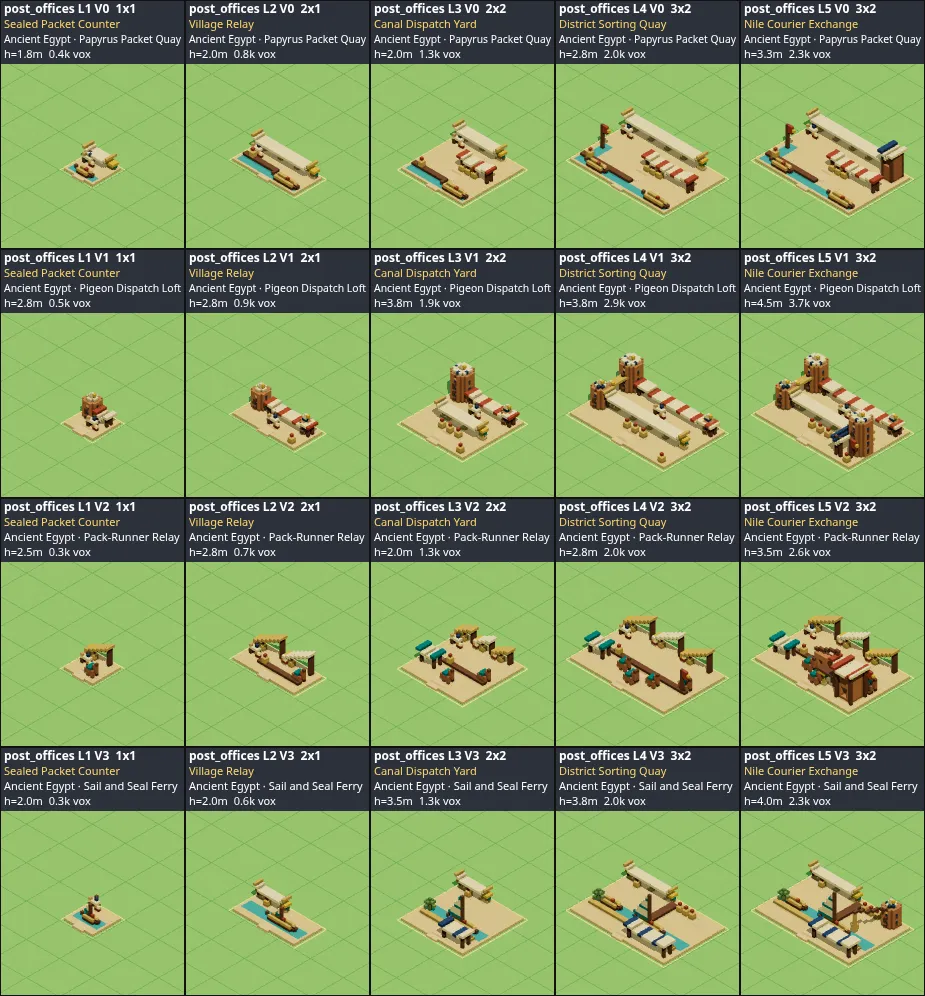 post_offices L1 V0 1x1
Sealed Packet Counter
Ancient Egypt · Papyrus Packet Quay
h=1.8m 0.4k vox
post_offices L2 V0 2x1
Village Relay
Ancient Egypt · Papyrus Packet Quay
h=2.0m 0.8k vox
post_offices L3 V0 2x2
Canal Dispatch Yard
Ancient Egypt · Papyrus Packet Quay
h=2.0m 1.3k vox
post_offices L4 V0 3x2
District Sorting Quay
Ancient Egypt · Papyrus Packet Quay
h=2.8m 2.0k vox
post_offices L5 V0 3x2
Nile Courier Exchange
Ancient Egypt · Papyrus Packet Quay
h=3.3m 2.3k vox
post_offices L1 V1 1x1
Sealed Packet Counter
Ancient Egypt · Pigeon Dispatch Loft
h=2.8m 0.5k vox
post_offices L2 V1 2x1
Village Relay
Ancient Egypt · Pigeon Dispatch Loft
h=2.8m 0.9k vox
post_offices L3 V1 2x2
Canal Dispatch Yard
Ancient Egypt · Pigeon Dispatch Loft
h=3.8m 1.9k vox
post_offices L4 V1 3x2
District Sorting Quay
Ancient Egypt · Pigeon Dispatch Loft
h=3.8m 2.9k vox
post_offices L5 V1 3x2
Nile Courier Exchange
Ancient Egypt · Pigeon Dispatch Loft
h=4.5m 3.7k vox
post_offices L1 V2 1x1
Sealed Packet Counter
Ancient Egypt · Pack-Runner Relay
h=2.5m 0.3k vox
post_offices L2 V2 2x1
Village Relay
Ancient Egypt · Pack-Runner Relay
h=2.8m 0.7k vox
post_offices L3 V2 2x2
Canal Dispatch Yard
Ancient Egypt · Pack-Runner Relay
h=2.0m 1.3k vox
post_offices L4 V2 3x2
District Sorting Quay
Ancient Egypt · Pack-Runner Relay
h=2.8m 2.0k vox
post_offices L5 V2 3x2
Nile Courier Exchange
Ancient Egypt · Pack-Runner Relay
h=3.5m 2.6k vox
post_offices L1 V3 1x1
Sealed Packet Counter
Ancient Egypt · Sail and Seal Ferry
h=2.0m 0.3k vox
post_offices L2 V3 2x1
Village Relay
Ancient Egypt · Sail and Seal Ferry
h=2.0m 0.6k vox
post_offices L3 V3 2x2
Canal Dispatch Yard
Ancient Egypt · Sail and Seal Ferry
h=3.5m 1.3k vox
post_offices L4 V3 3x2
District Sorting Quay
Ancient Egypt · Sail and Seal Ferry
h=3.8m 2.0k vox
post_offices L5 V3 3x2
Nile Courier Exchange
Ancient Egypt · Sail and Seal Ferry
h=4.0m 2.3k vox